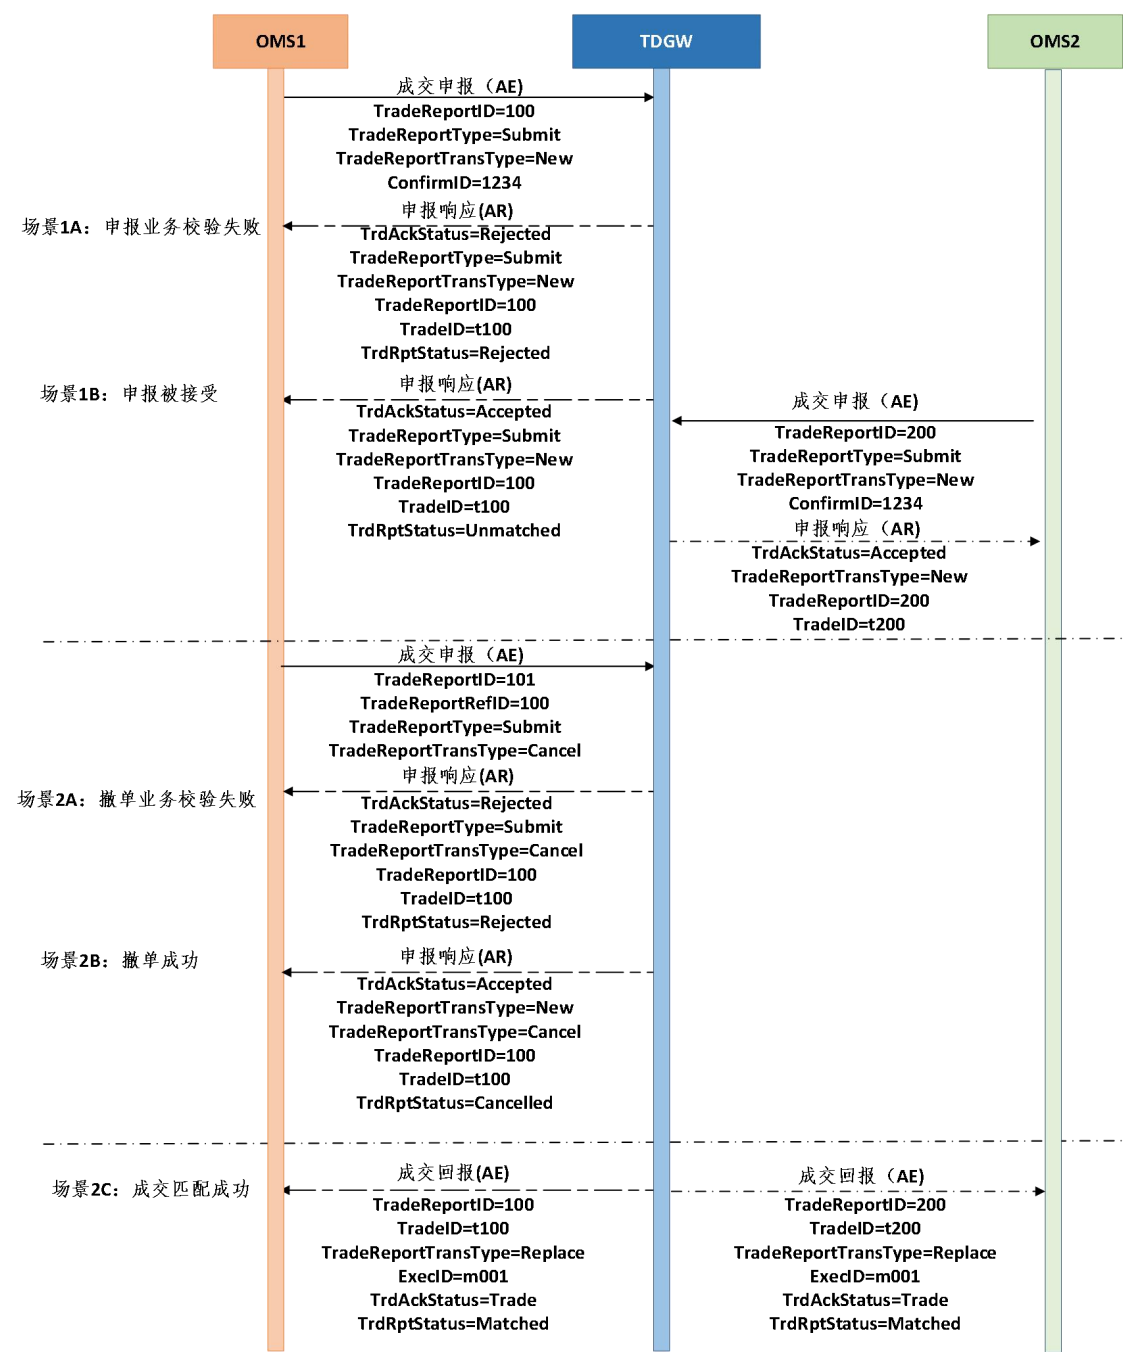 OMS1
TDGW
OMS2
成交申报（AE)
TradeReportID=100
TradeReportType=Submit
TradeReportTransType=New
ConfirmID=1234
场景1A：申报业务校验失败
申报响应(AR)
TrdAckStatus=Rejected
TradeReportType=Submit
TradeReportTransType=New
TradeReportID=100
TradeID=t100
TrdRptStatus=Rejected
场景1B：申报被接受
申报响应(AR)
TrdAckStatus=Accepted
TradeReportType=Submit
TradeReportTransType=New
TradeReportID=100
TradeID=t100
TrdRptStatus=Unmatched
成交申报（AE)
TradeReportID=200
TradeReportType=Submit
TradeReportTransType=New
ConfirmID=1234
申报响应（AR)
TrdAckStatus=Accepted
TradeReportTransType=New
TradeReportID=200
TradeID=t200
成交申报（AE)
TradeReportID=101
TradeReportRefID=100
TradeReportType=Submit
TradeReportTransType=Cancel
场景2A：撤单业务校验失败
申报响应(AR)
TrdAckStatus=Rejected
TradeReportType=Submit
TradeReportTransType=Cancel
TradeReportID=100
TradeID=t100
TrdRptStatus=Rejected
场景2B：撤单成功
申报响应(AR)
TrdAckStatus=Accepted
TradeReportTransType=New
TradeReportTransType=Cancel
TradeReportID=100
TradeID=t100
TrdRptStatus=Cancelled
场景2C：成交匹配成功
成交回报(AE)
TradeReportID=100
TradeID=t100
TradeReportTransType=Replace
ExecID=m001
TrdAckStatus=Trade
TrdRptStatus=Matched
成交回报（AE)
TradeReportID=200
TradeID=t200
TradeReportTransType=Replace
ExecID=m001
TrdAckStatus=Trade
TrdRptStatus=Matched